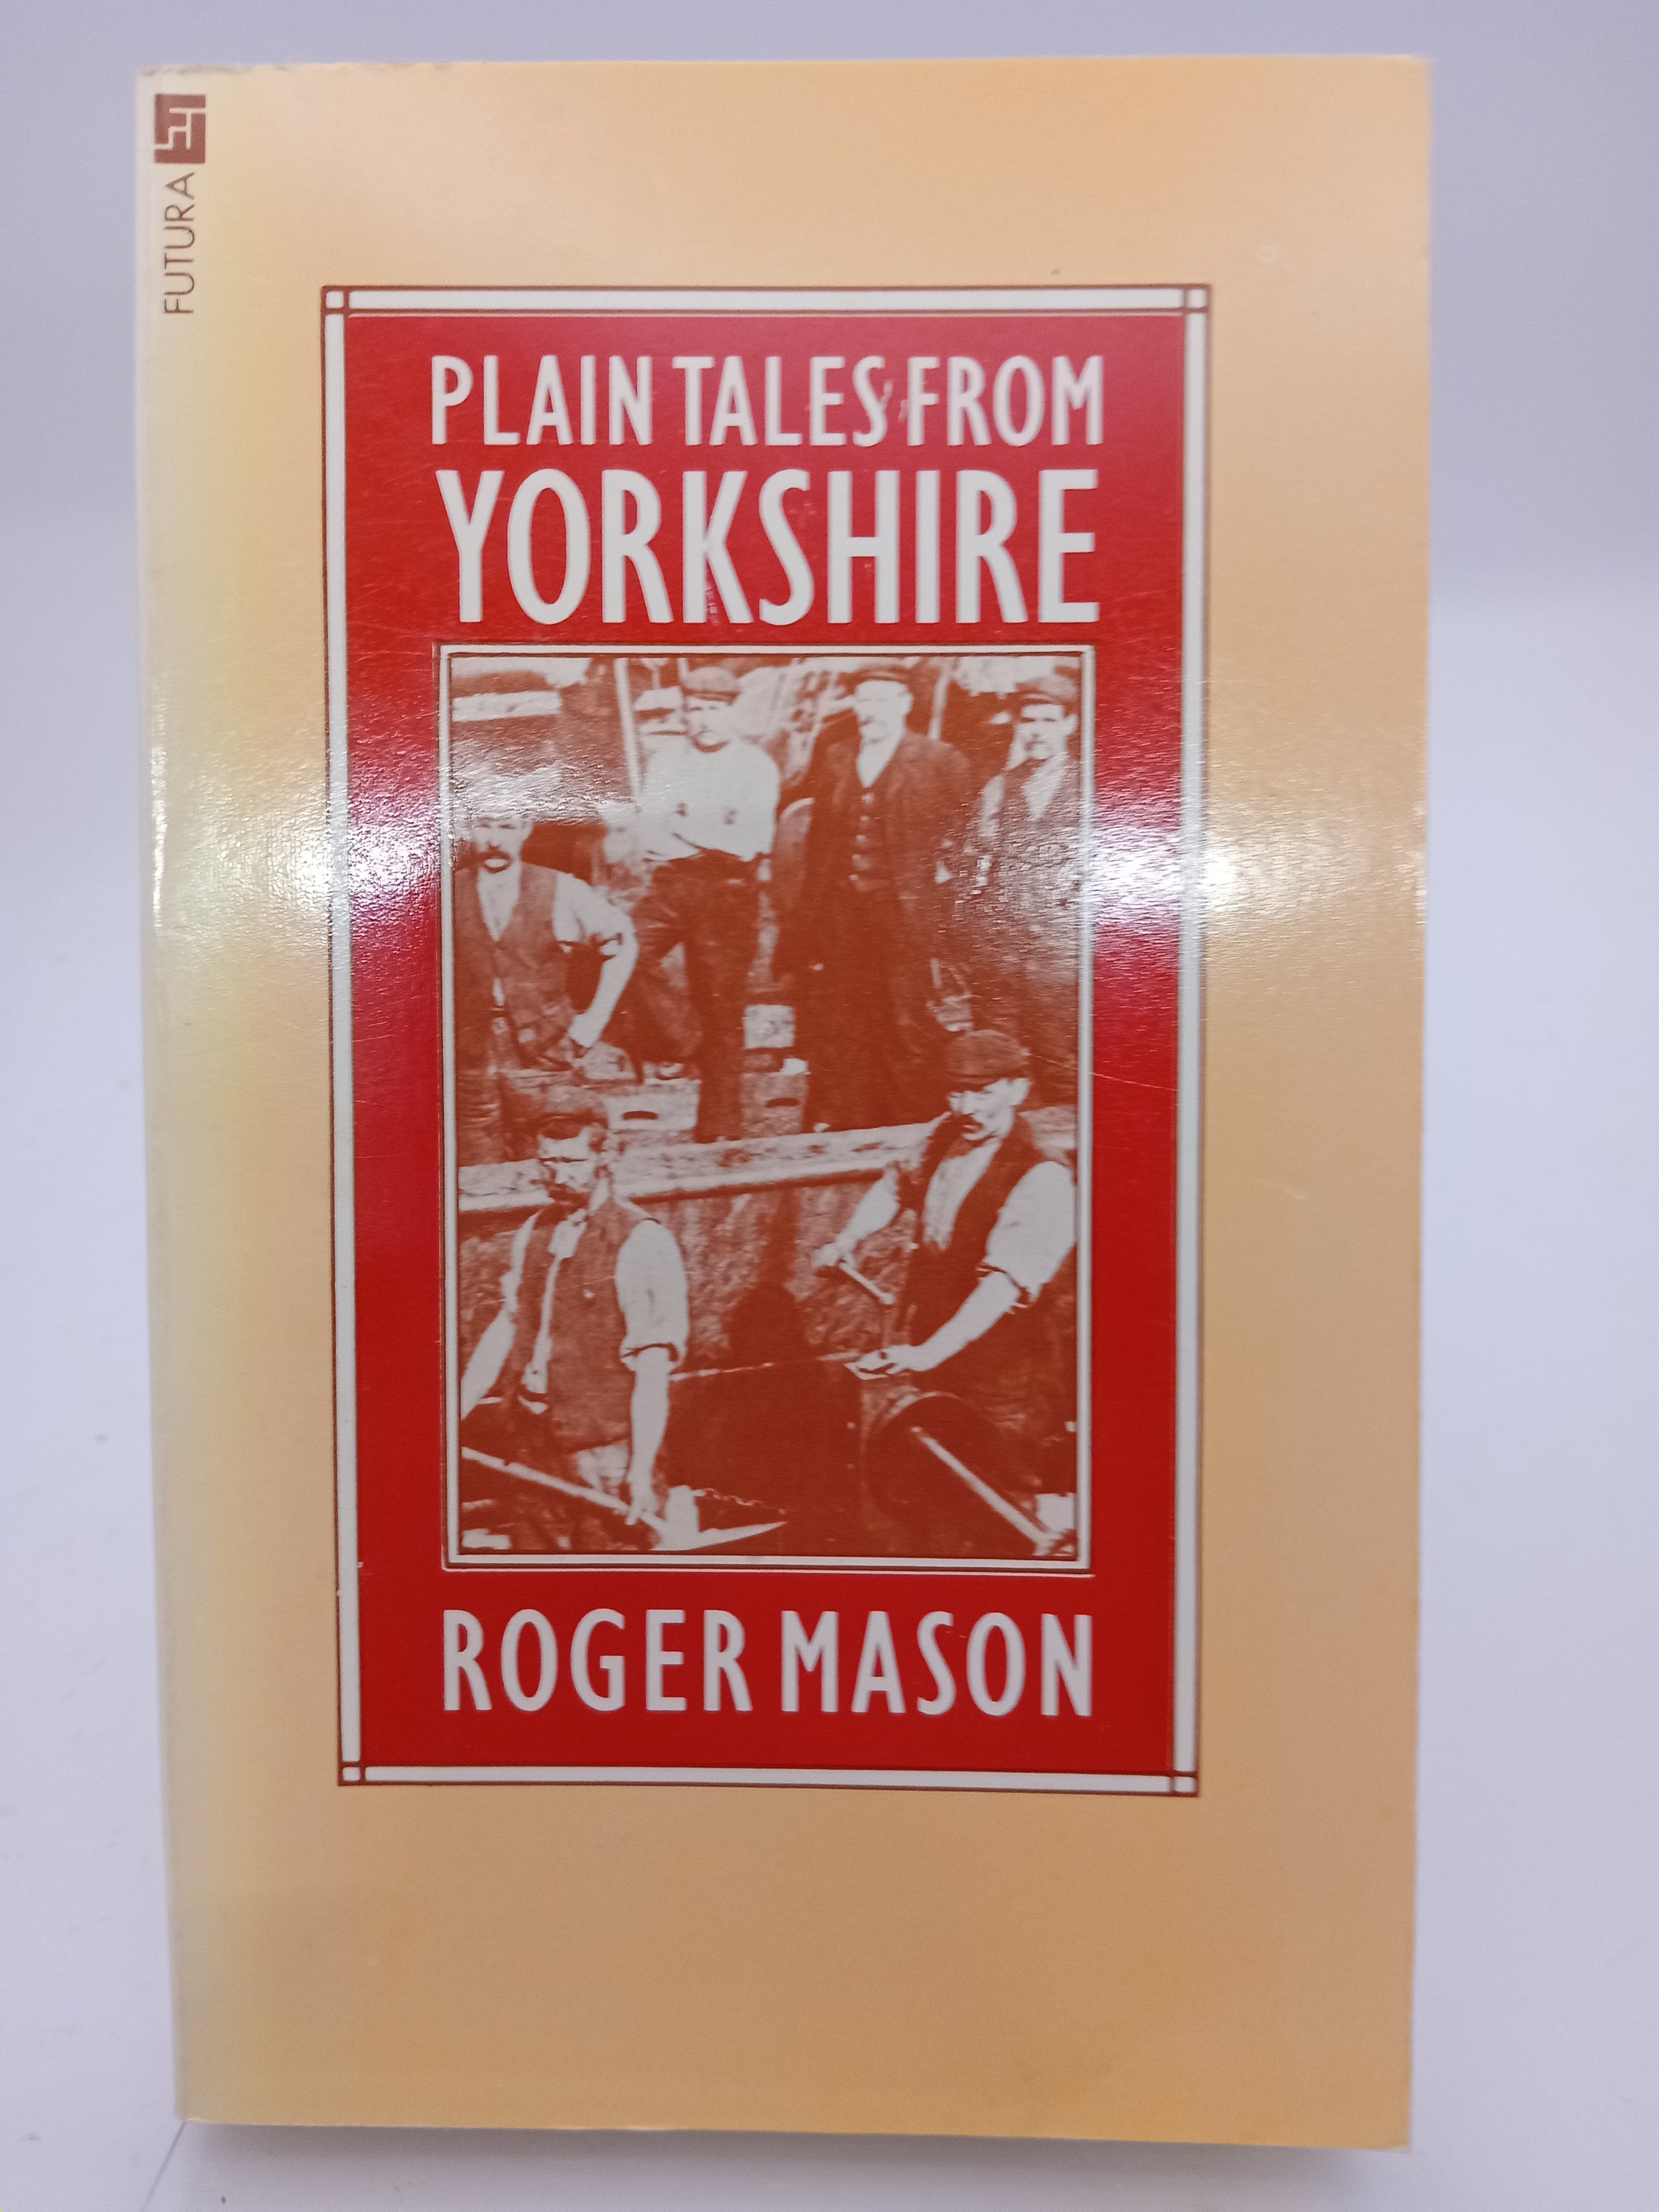 FUTURA
PLAIN TALES FROM
YORKSHIRE
ROGER MASON